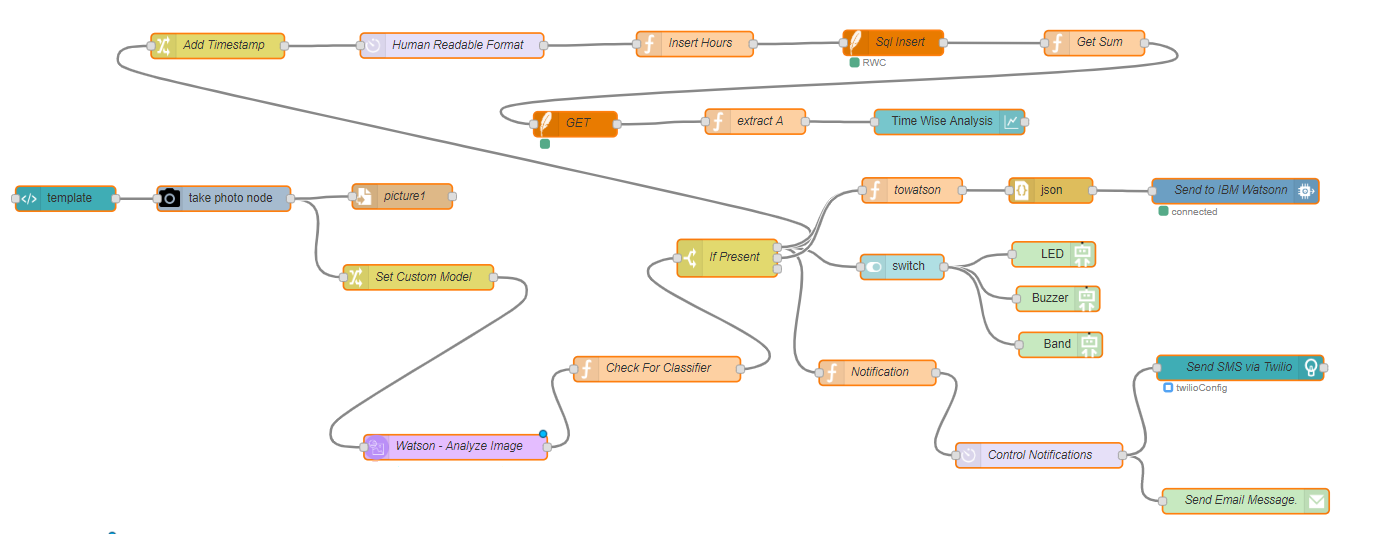 Add Timestamp
Human Readable Format
Insert Hours
Sql Insert
Get Sum
RWC
GET
extract A
Time Wise Analysis
template
take photo node
picture1
towatson
json
Send to IBM Watsonn
connected
If Present
switch
LED
Set Custom Model
Buzzer
Band
Check For Classifier
Notification
Send SMS via Twilio
twilioConfig
Watson - Analyze Image
Control Notifications
Send Email Message.